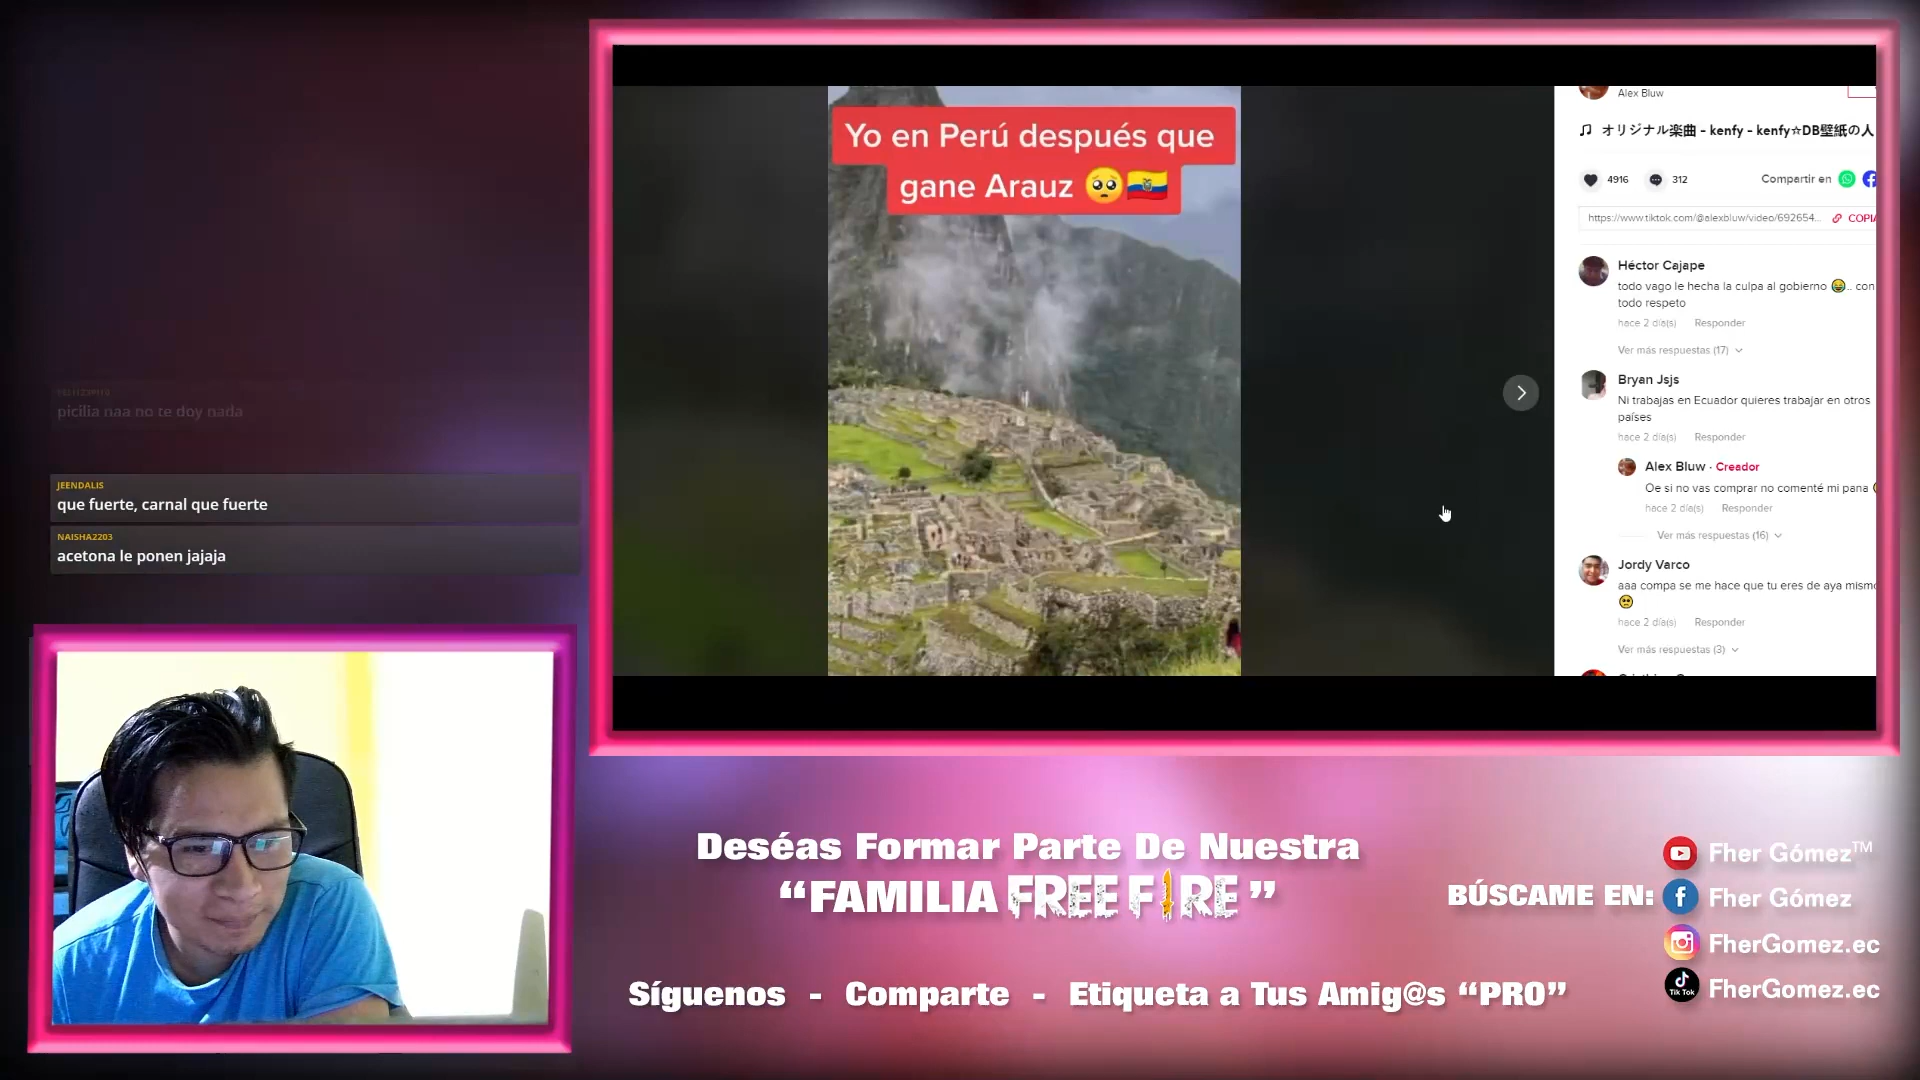 picilia naa no te doy nada
JEENDALIS
que fuerte, carnal que fuerte
NAISHA2203
acetona le ponen jajaja
Yo en Perú después que
gane Arauz 🥺🇪🇨
Alex Bluw
オリジナル楽曲 - kenfy - kenfy☆DB壁紙の人
4916 312 Compartir en
https://www.tiktok.com/@alexbluw/video/692654...
Héctor Cajape
todo vago le hecha la culpa al gobierno 😂.. con
todo respeto
hace 2 día(s) Responder
Ver más respuestas (17)
Bryan Jsjs
Ni trabajas en Ecuador quieres trabajar en otros
países
hace 2 día(s) Responder
Alex Bluw · Creador
Oe si no vas comprar no comenté mi pana
hace 2 día(s) Responder
Ver más respuestas (16)
Jordy Varco
aaa compa se me hace que tu eres de aya mismo
🥺
hace 2 día(s) Responder
Ver más respuestas (3)
Deséas Formar Parte De Nuestra
“FAMILIA FREE FIRE”
Síguenos - Comparte - Etiqueta a Tus Amig@s “PRO”
BÚSCAME EN:
Fher Gómez™
Fher Gómez
FherGomez.ec
Tik Tok
FherGomez.ec